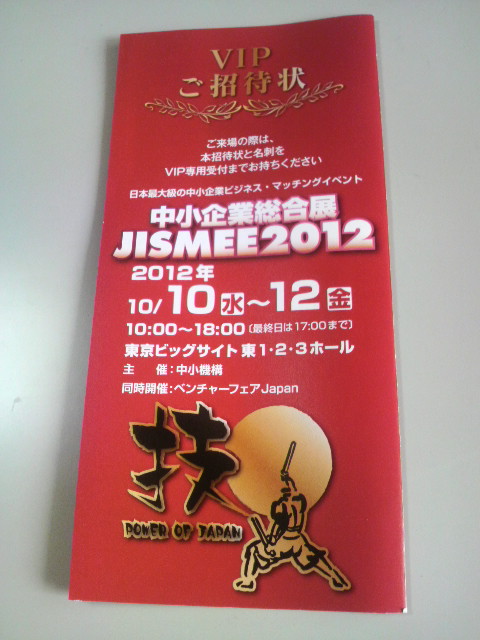 VIP
ご招待状
ご来場の際は、
本招待状と名刺を
VIP専用受付までお持ちください
日本最大級の中小企業ビジネス・マッチングイベント
中小企業総合展
JISMEE2012
2012年
10/10水〜12金
10:00〜18:00〔最終日は17:00まで〕
東京ビッグサイト 東1・2・3ホール
主 催:中小機構
同時開催:ベンチャーフェアJapan
扶
POWER OF JAPAN